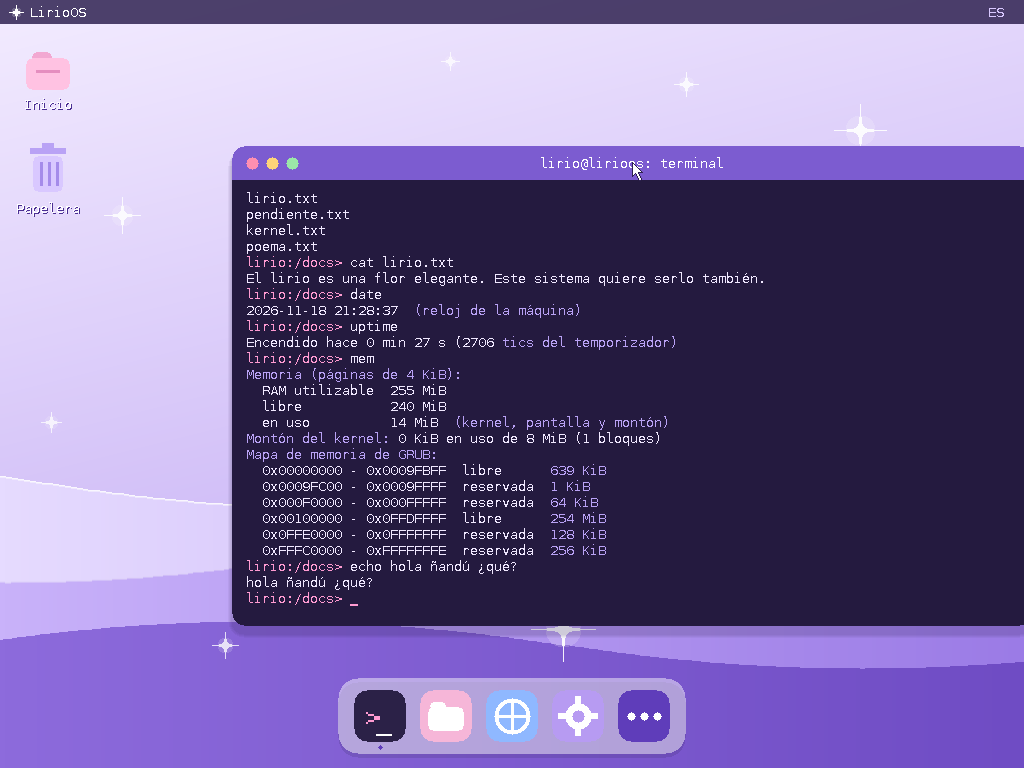 LirioOS
ES
Inicio
Papelera
lirio@lirioos: terminal
lirio.txt
pendiente.txt
kernel.txt
poema.txt
lirio:/docs> cat lirio.txt
El lirio es una flor elegante. Este sistema quiere serlo también.
lirio:/docs> date
2026-11-18 21:28:37 (reloj de la máquina)
lirio:/docs> uptime
Encendido hace 0 min 27 s (2706 tics del temporizador)
lirio:/docs> mem
Memoria (páginas de 4 KiB):
RAM utilizable 255 MiB
libre 240 MiB
en uso 14 MiB (kernel, pantalla y montón)
Montón del kernel: 0 KiB en uso de 8 MiB (1 bloques)
Mapa de memoria de GRUB:
0x00000000 - 0x0009FBFF libre 639 KiB
0x0009FC00 - 0x0009FFFF reservada 1 KiB
0x000F0000 - 0x000FFFFF reservada 64 KiB
0x00100000 - 0x0FFDFFFF libre 254 MiB
0x0FFE0000 - 0x0FFFFFFF reservada 128 KiB
0xFFFC0000 - 0xFFFFFFFE reservada 256 KiB
lirio:/docs> echo hola ñandú ¿qué?
hola ñandú ¿qué?
lirio:/docs> _
>_